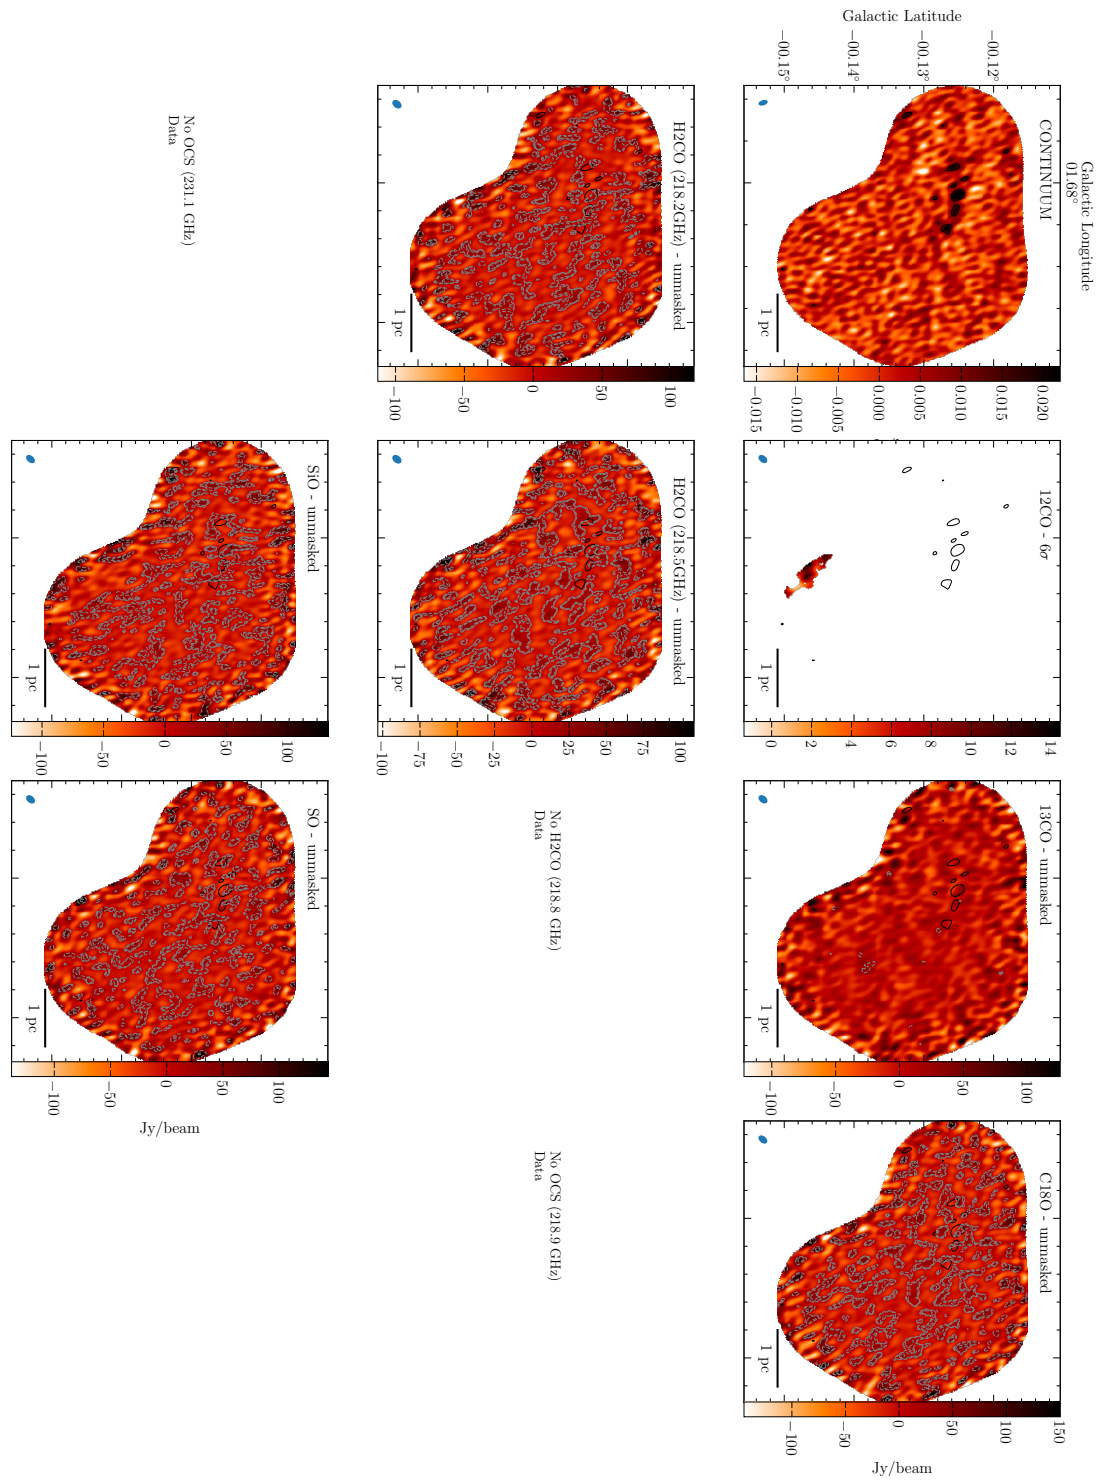 Galactic Longitude
01.68°
Galactic Latitude
−00.15°
−00.14°
−00.13°
−00.12°
CONTINUUM
1 pc
−0.015
−0.010
−0.005
0.000
0.005
0.010
0.015
0.020
12CO - 6σ
1 pc
0
2
4
6
8
10
12
14
13CO - unmasked
1 pc
−100
−50
0
50
100
C18O - unmasked
1 pc
−100
−50
0
50
100
150
Jy/beam
H2CO (218.2GHz) - unmasked
1 pc
−100
−50
0
50
100
H2CO (218.5GHz) - unmasked
1 pc
−100
−75
−50
−25
0
25
50
75
100
No H2CO (218.8 GHz)
Data
No OCS (218.9 GHz)
Data
No OCS (231.1 GHz)
Data
SiO - unmasked
1 pc
−100
−50
0
50
100
SO - unmasked
1 pc
−100
−50
0
50
100
Jy/beam